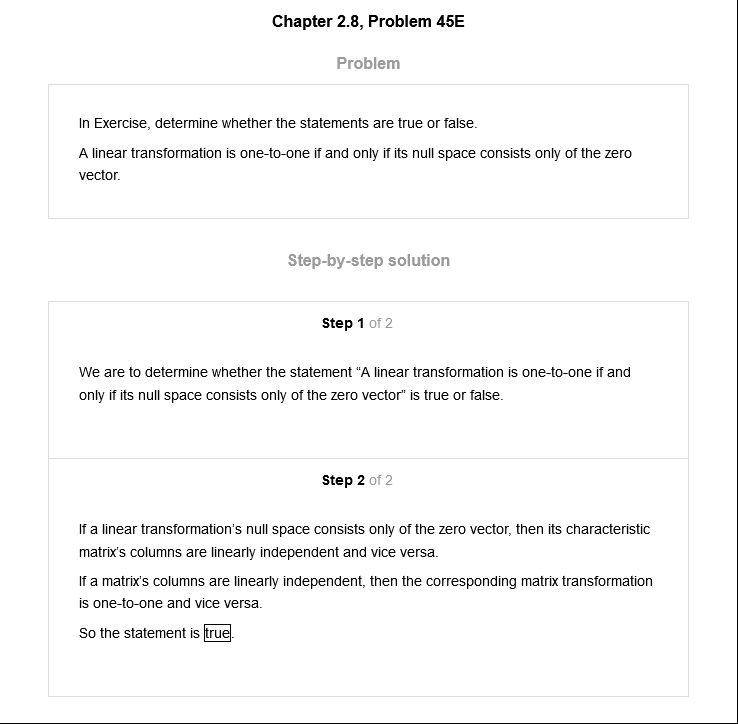 Chapter 2.8, Problem 45E
Problem
In Exercise, determine whether the statements are true or false.
A linear transformation is one-to-one if and only if its null space consists only of the zero
vector.
Step-by-step solution
Step 1 of 2
We are to determine whether the statement “A linear transformation is one-to-one if and
only if its null space consists only of the zero vector” is true or false.
Step 2 of 2
If a linear transformation’s null space consists only of the zero vector, then its characteristic
matrix’s columns are linearly independent and vice versa.
If a matrix’s columns are linearly independent, then the corresponding matrix transformation
is one-to-one and vice versa.
So the statement is true.